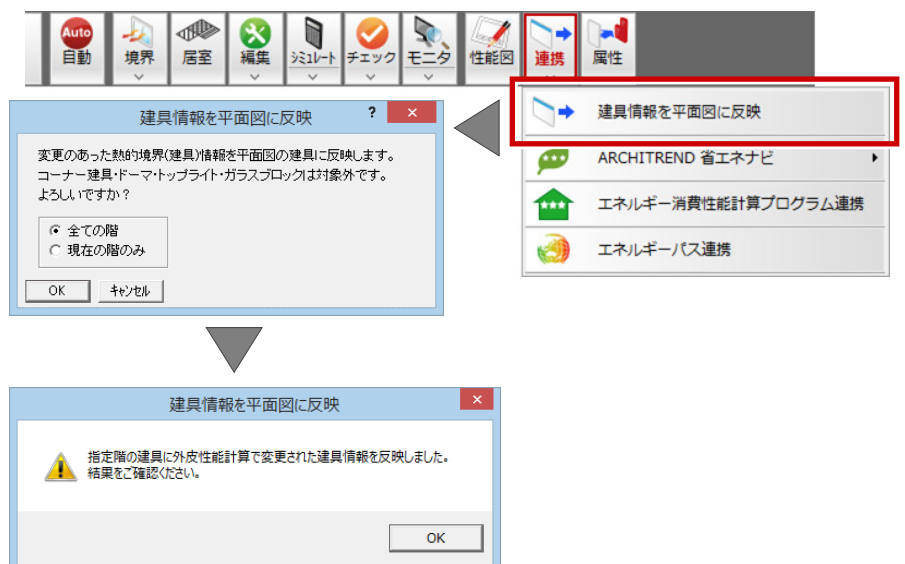 Auto
自動
境界
居室
編集
ｼﾐｭﾚｰﾄ
チェック
モニタ
性能図
連携
属性
建具情報を平面図に反映
ARCHITREND 省エネナビ
エネルギー消費性能計算プログラム連携
エネルギーパス連携
建具情報を平面図に反映
?
×
変更のあった熱的境界(建具)情報を平面図の建具に反映します。
コーナー建具・ドーマ・トップライト・ガラスブロックは対象外です。
よろしいですか？
全ての階
現在の階のみ
OK
ｷｬﾝｾﾙ
建具情報を平面図に反映
×
指定階の建具に外皮性能計算で変更された建具情報を反映しました。
結果をご確認ください。
OK